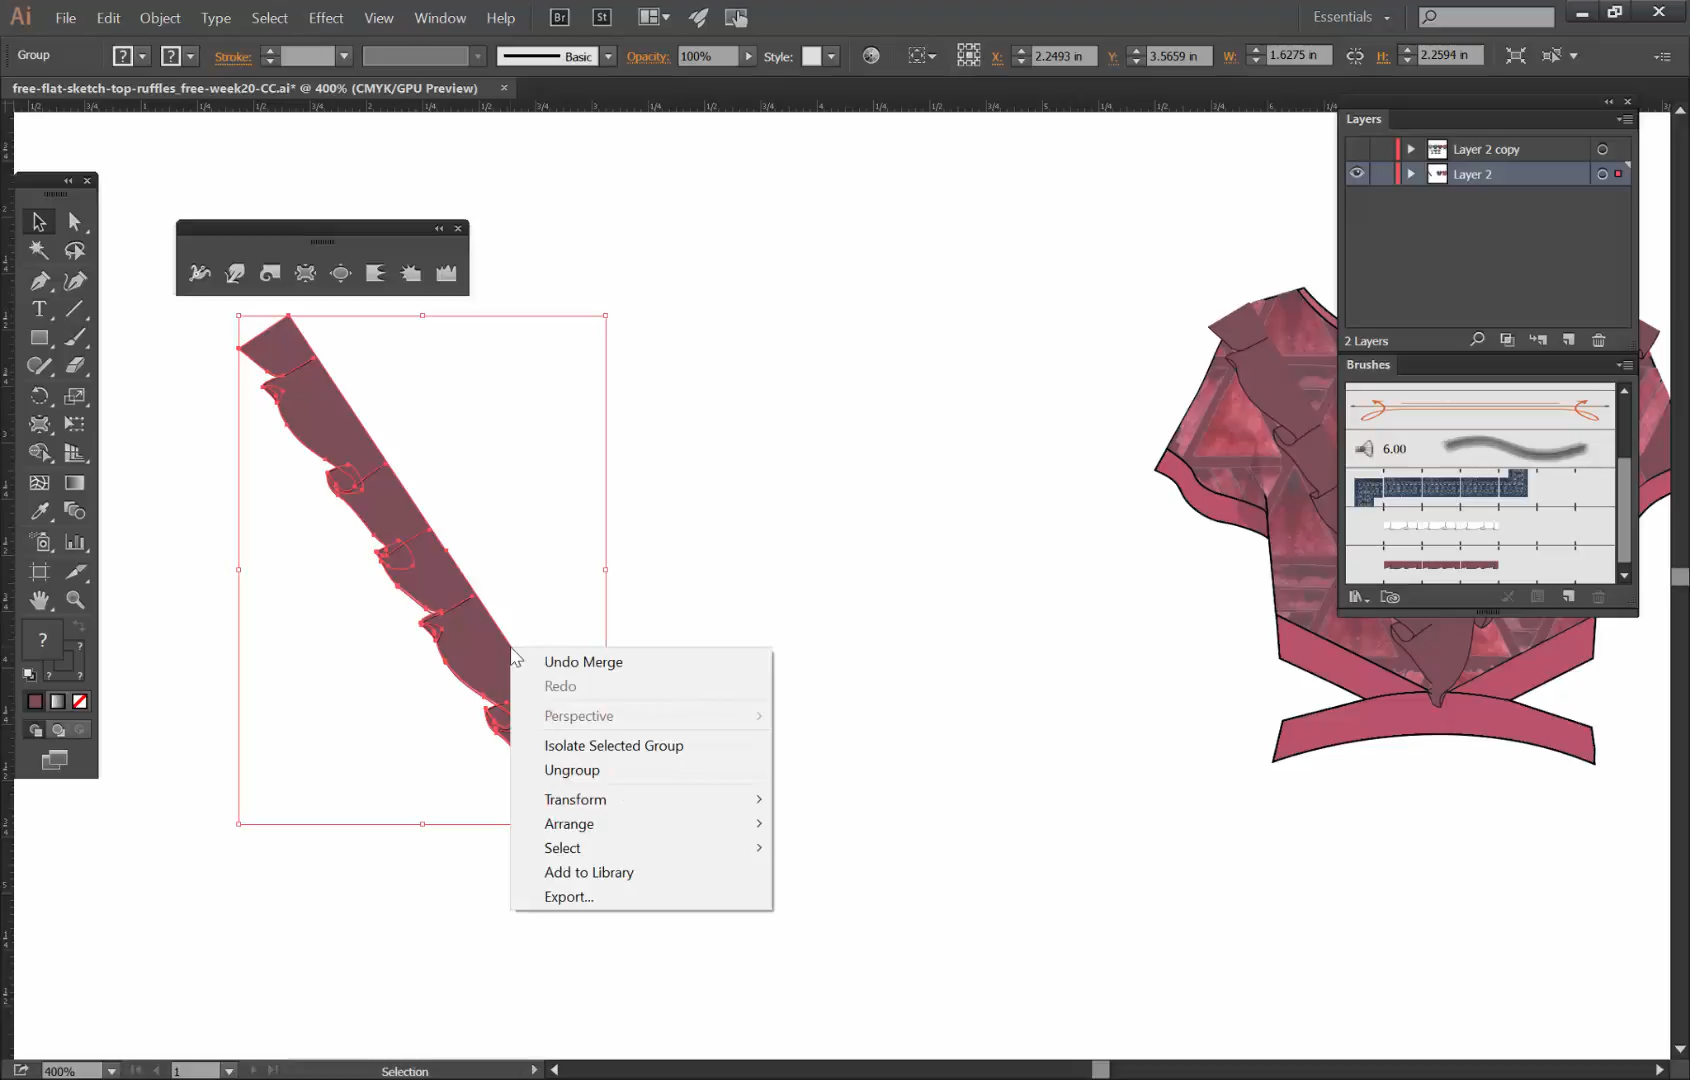 Ai File Edit Object Type Select Effect View Window Help Br St Essentials
Group ? ? Stroke: Basic Opacity: 100% Style: X: 2.2493 in Y: 3.5659 in W: 1.6275 in H: 2.2594 in
free-flat-sketch-top-ruffles_free-week20-CC.ai* @ 400% (CMYK/GPU Preview)
Layers
Layer 2 copy
Layer 2
2 Layers
Brushes
6.00
T
?
Undo Merge
Redo
Perspective
Isolate Selected Group
Ungroup
Transform
Arrange
Select
Add to Library
Export...
400% 1 Selection